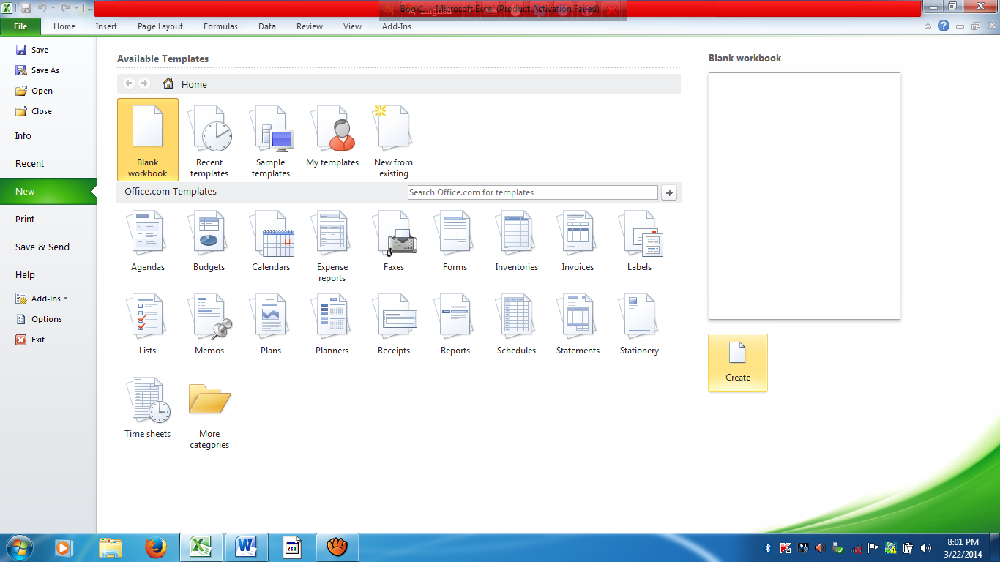 Book2 - Microsoft Excel (Product Activation Failed)
English
File Home Insert Page Layout Formulas Data Review View Add-Ins
Save
Save As
Open
Close
Info
Recent
New
Print
Save & Send
Help
Add-Ins
Options
Exit
Available Templates
Home
Blank
workbook
Recent
templates
Sample
templates
My templates
New from
existing
Office.com Templates
Search Office.com for templates
Agendas
Budgets
Calendars
Expense
reports
Faxes
Forms
Inventories
Invoices
Labels
Lists
Memos
Plans
Planners
Receipts
Reports
Schedules
Statements
Stationery
Time sheets
More
categories
Blank workbook
Create
8:01 PM
3/22/2014